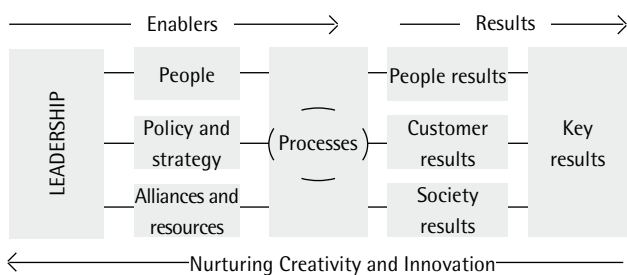 Enablers
Results
LEADERSHIP
People
Policy and
strategy
Alliances and
resources
Processes
People results
Customer
results
Society
results
Key
results
Nurturing Creativity and Innovation